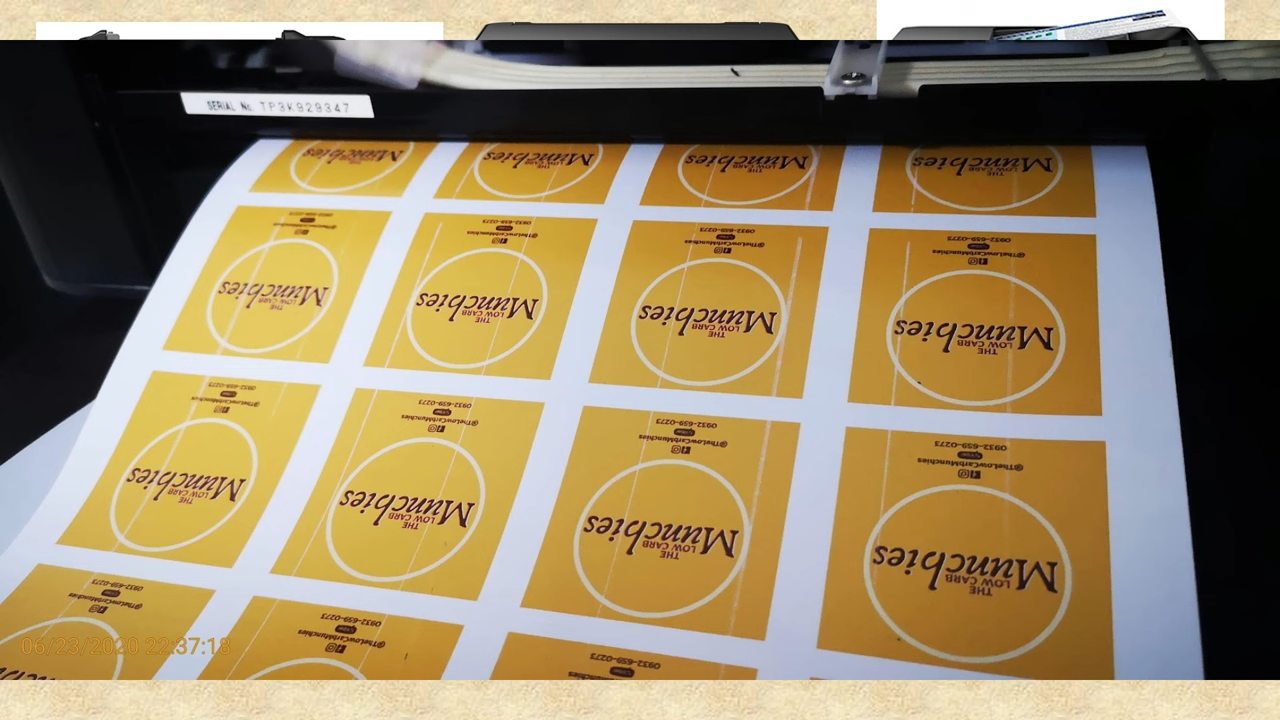 SERIAL No. TP3K929347
THE
LOW CARB
Munchies
@TheLowCarbMunchies
0932-659-0273
06/23/2020 22:37:18